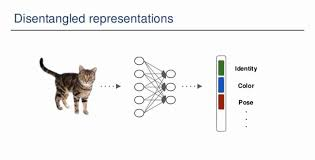 Disentangled representations
Identity
Color
Pose